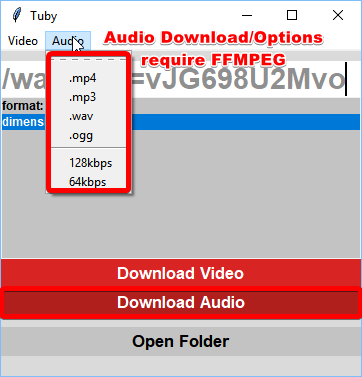 Tuby
Video Audio
Audio Download/Options
require FFMPEG
/wa =vJG698U2Mvo
format:
dimens
.mp4
.mp3
.wav
.ogg
128kbps
64kbps
Download Video
Download Audio
Open Folder